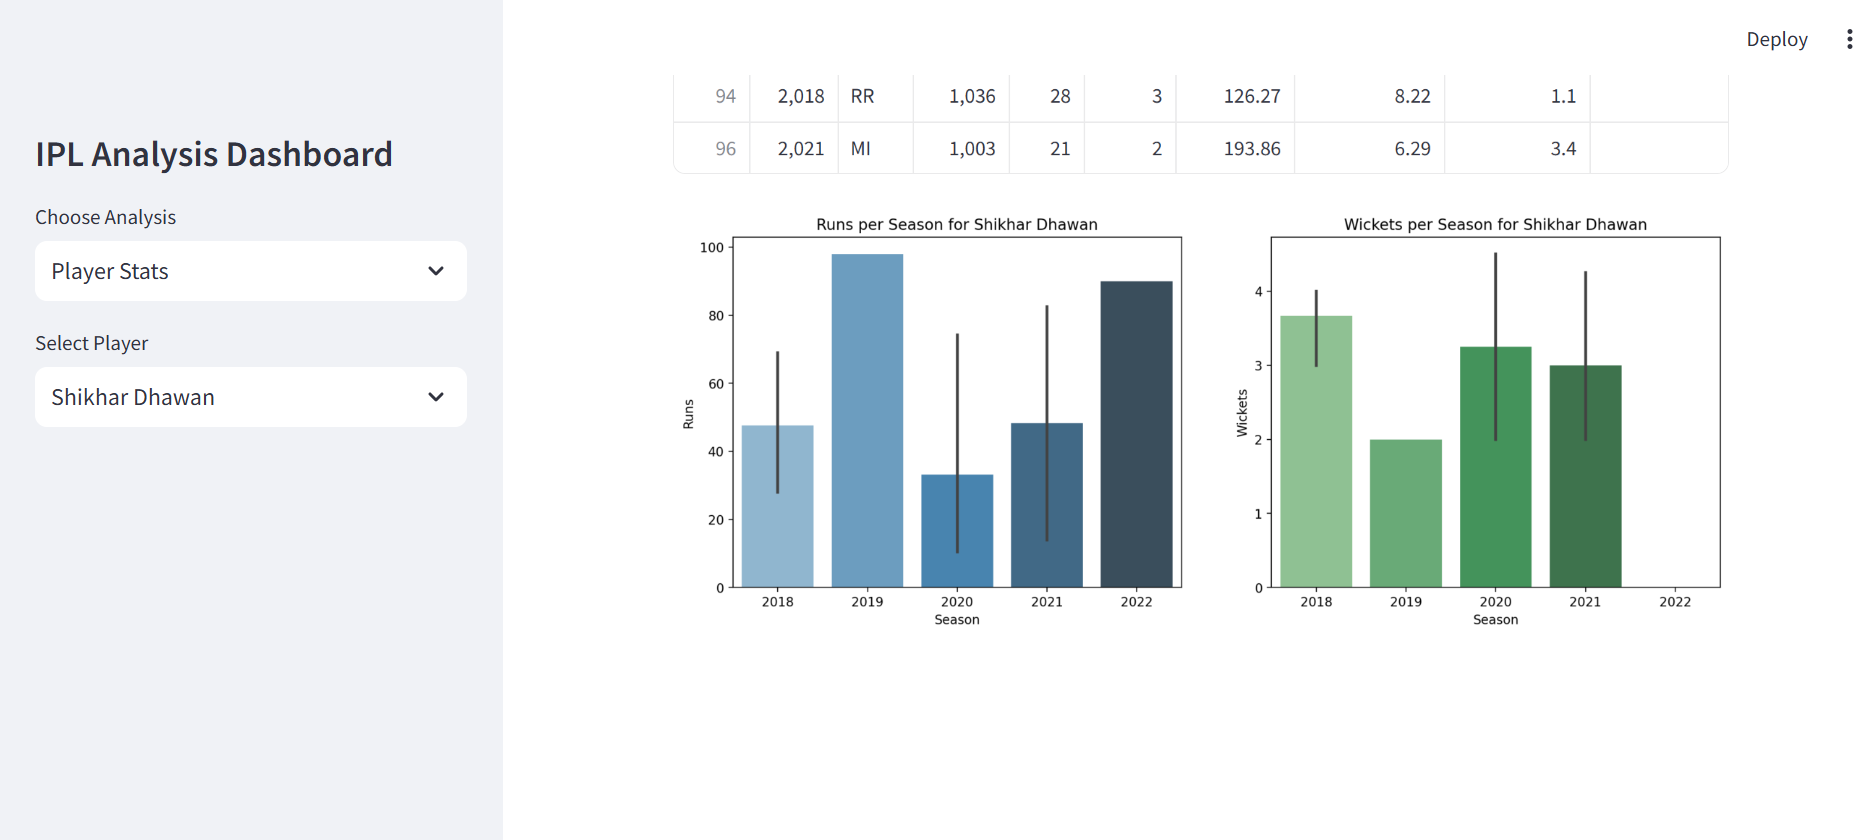 Deploy
IPL Analysis Dashboard
Choose Analysis
Player Stats
Select Player
Shikhar Dhawan
94 2,018 RR 1,036 28 3 126.27 8.22 1.1
96 2,021 MI 1,003 21 2 193.86 6.29 3.4
Runs per Season for Shikhar Dhawan
100
80
60
40
20
0
Runs
2018 2019 2020 2021 2022
Season
Wickets per Season for Shikhar Dhawan
4
3
2
1
0
Wickets
2018 2019 2020 2021 2022
Season